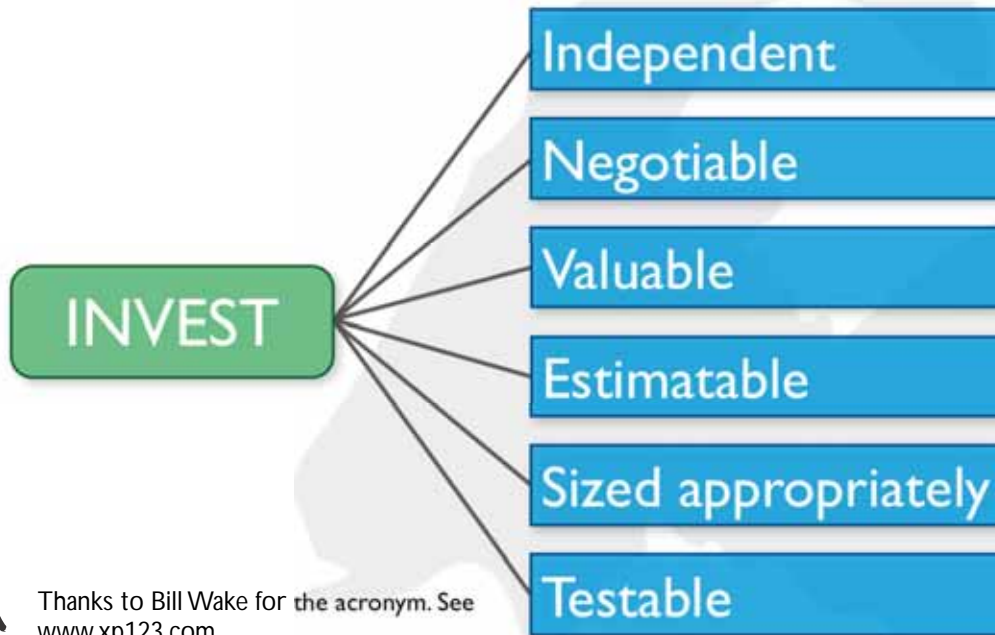 INVEST
Independent
Negotiable
Valuable
Estimatable
Sized appropriately
Testable
Thanks to Bill Wake for the acronym. See
www.xp123.com